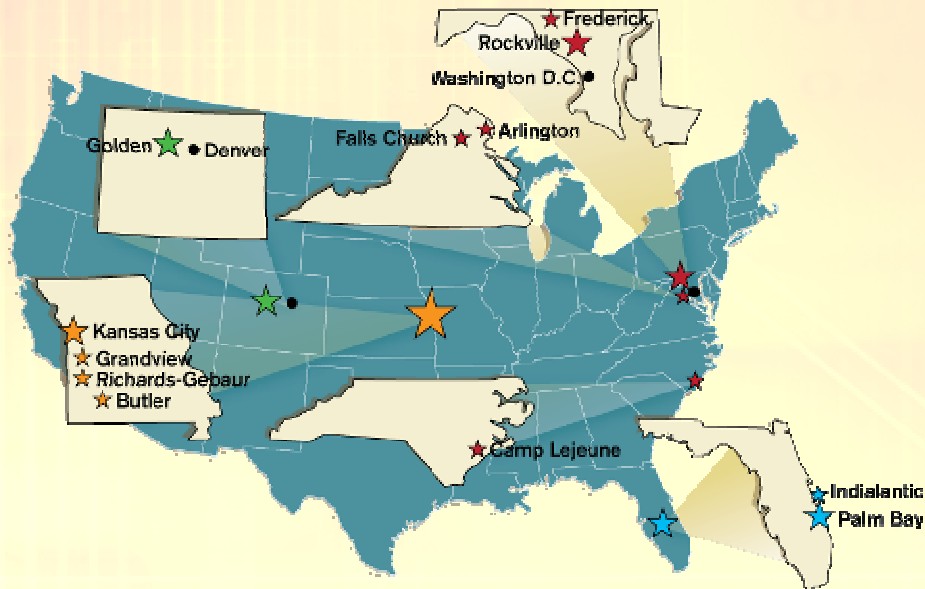 Frederick
Rockville
Washington D.C.
Falls Church
Arlington
Golden
Denver
Kansas City
Grandview
Richards-Gebaur
Butler
Camp Lejeune
Indialantic
Palm Bay